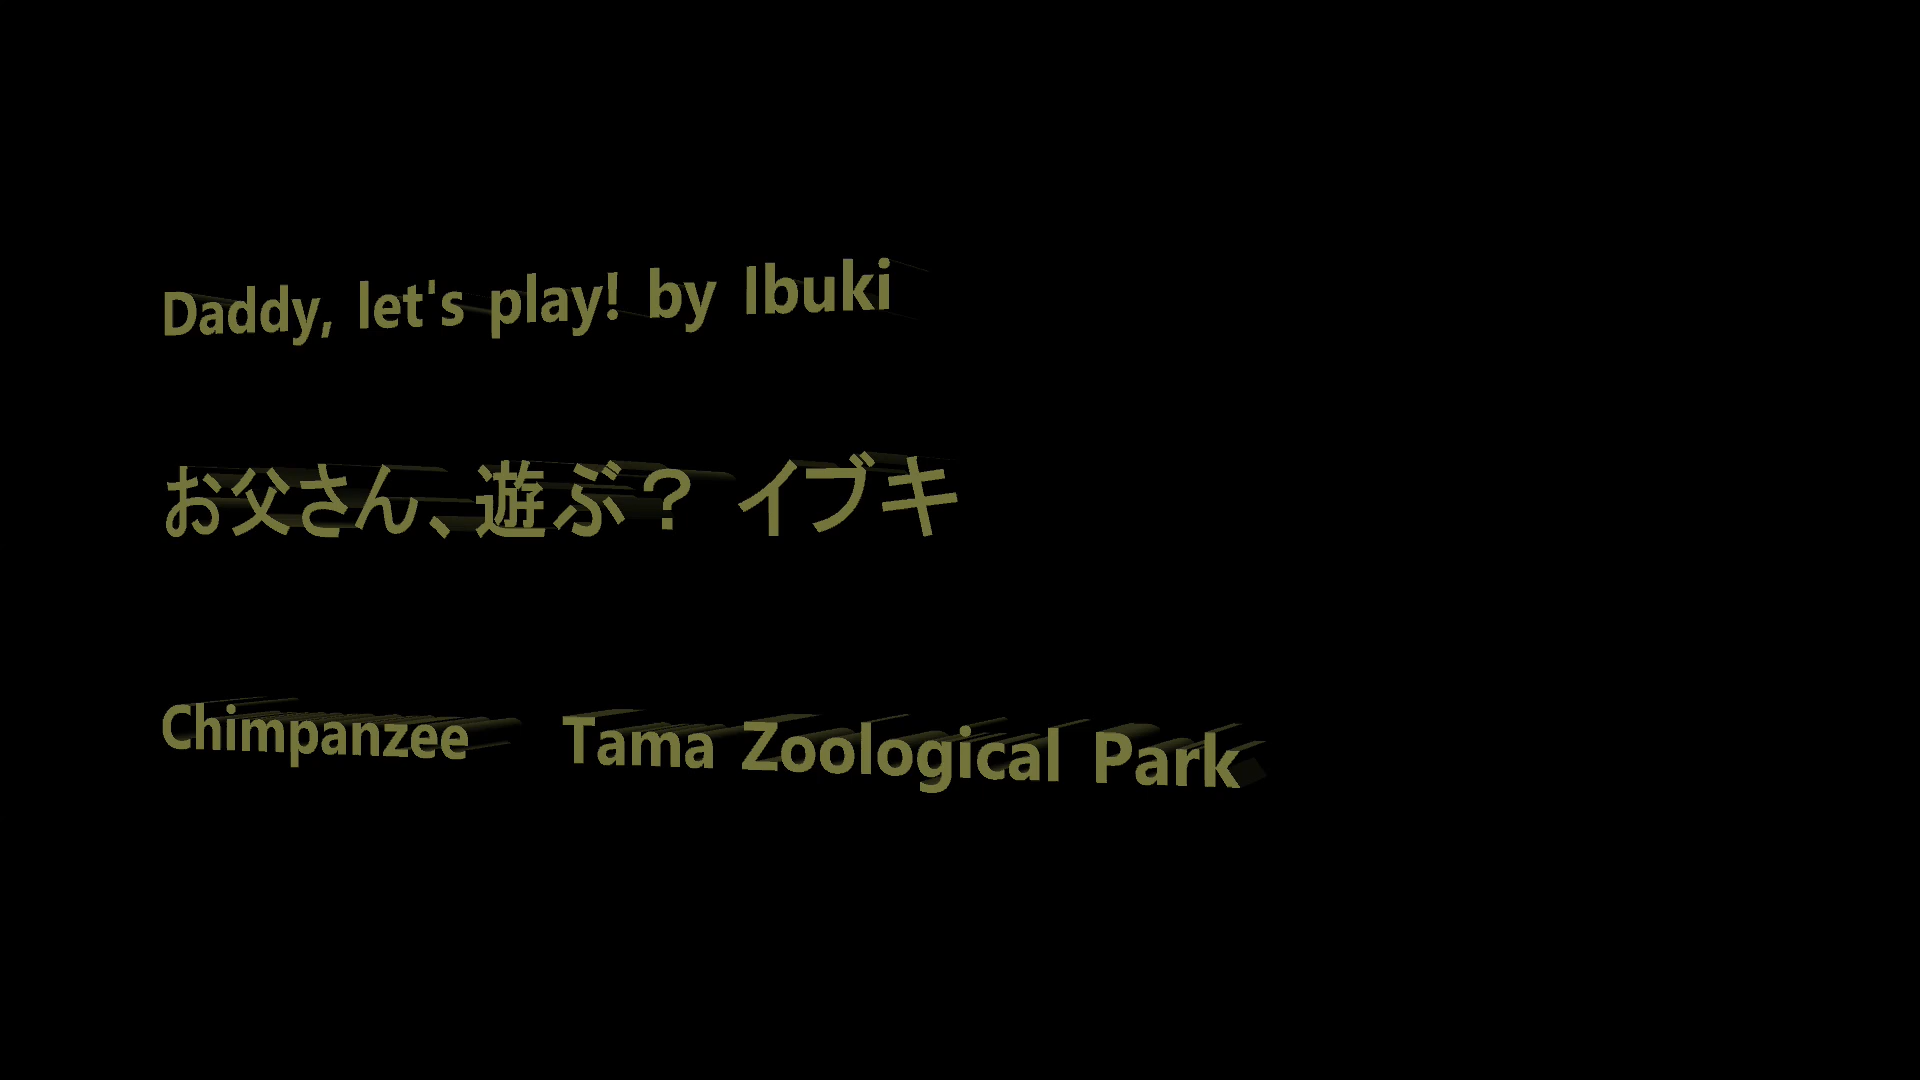 Daddy, let's play! by Ibuki
お父さん、遊ぶ？ イブキ
Chimpanzee Tama Zoological Park